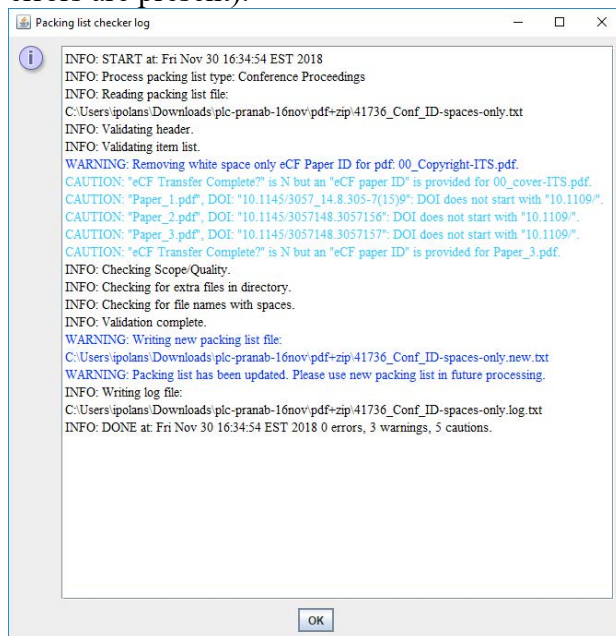 errors are present).
Packing list checker log
INFO: START at: Fri Nov 30 16:34:54 EST 2018
INFO: Process packing list type: Conference Proceedings
INFO: Reading packing list file:
C:\Users\ipolans\Downloads\plc-pranab-16nov\pdf+zip\41736_Conf_ID-spaces-only.txt
INFO: Validating header.
INFO: Validating item list.
WARNING: Removing white space only eCF Paper ID for pdf: 00_Copyright-ITS.pdf.
CAUTION: "eCF Transfer Complete?" is N but an "eCF paper ID" is provided for 00_cover-ITS.pdf.
CAUTION: "Paper_1.pdf", DOI: "10.1145/3057_14.8.305-7(15)9": DOI does not start with "10.1109/".
CAUTION: "Paper_2.pdf", DOI: "10.1145/3057148.3057156": DOI does not start with "10.1109/".
CAUTION: "Paper_3.pdf", DOI: "10.1145/3057148.3057157": DOI does not start with "10.1109/".
CAUTION: "eCF Transfer Complete?" is N but an "eCF paper ID" is provided for Paper_3.pdf.
INFO: Checking Scope/Quality.
INFO: Checking for extra files in directory.
INFO: Checking for file names with spaces.
INFO: Validation complete.
WARNING: Writing new packing list file:
C:\Users\ipolans\Downloads\plc-pranab-16nov\pdf+zip\41736_Conf_ID-spaces-only.new.txt
WARNING: Packing list has been updated. Please use new packing list in future processing.
INFO: Writing log file:
C:\Users\ipolans\Downloads\plc-pranab-16nov\pdf+zip\41736_Conf_ID-spaces-only.log.txt
INFO: DONE at: Fri Nov 30 16:34:54 EST 2018 0 errors, 3 warnings, 5 cautions.
OK